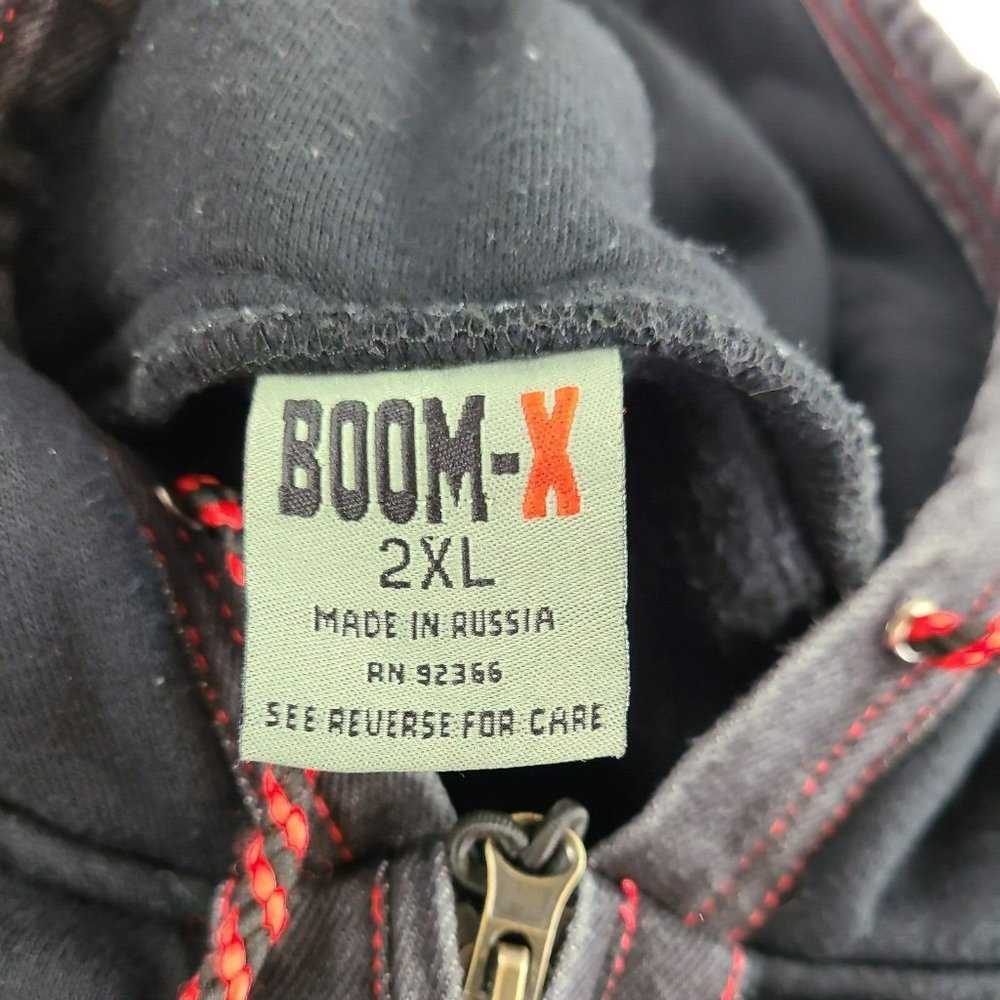 BOOM-X
2XL
MADE IN RUSSIA
RN 92366
SEE REVERSE FOR CARE